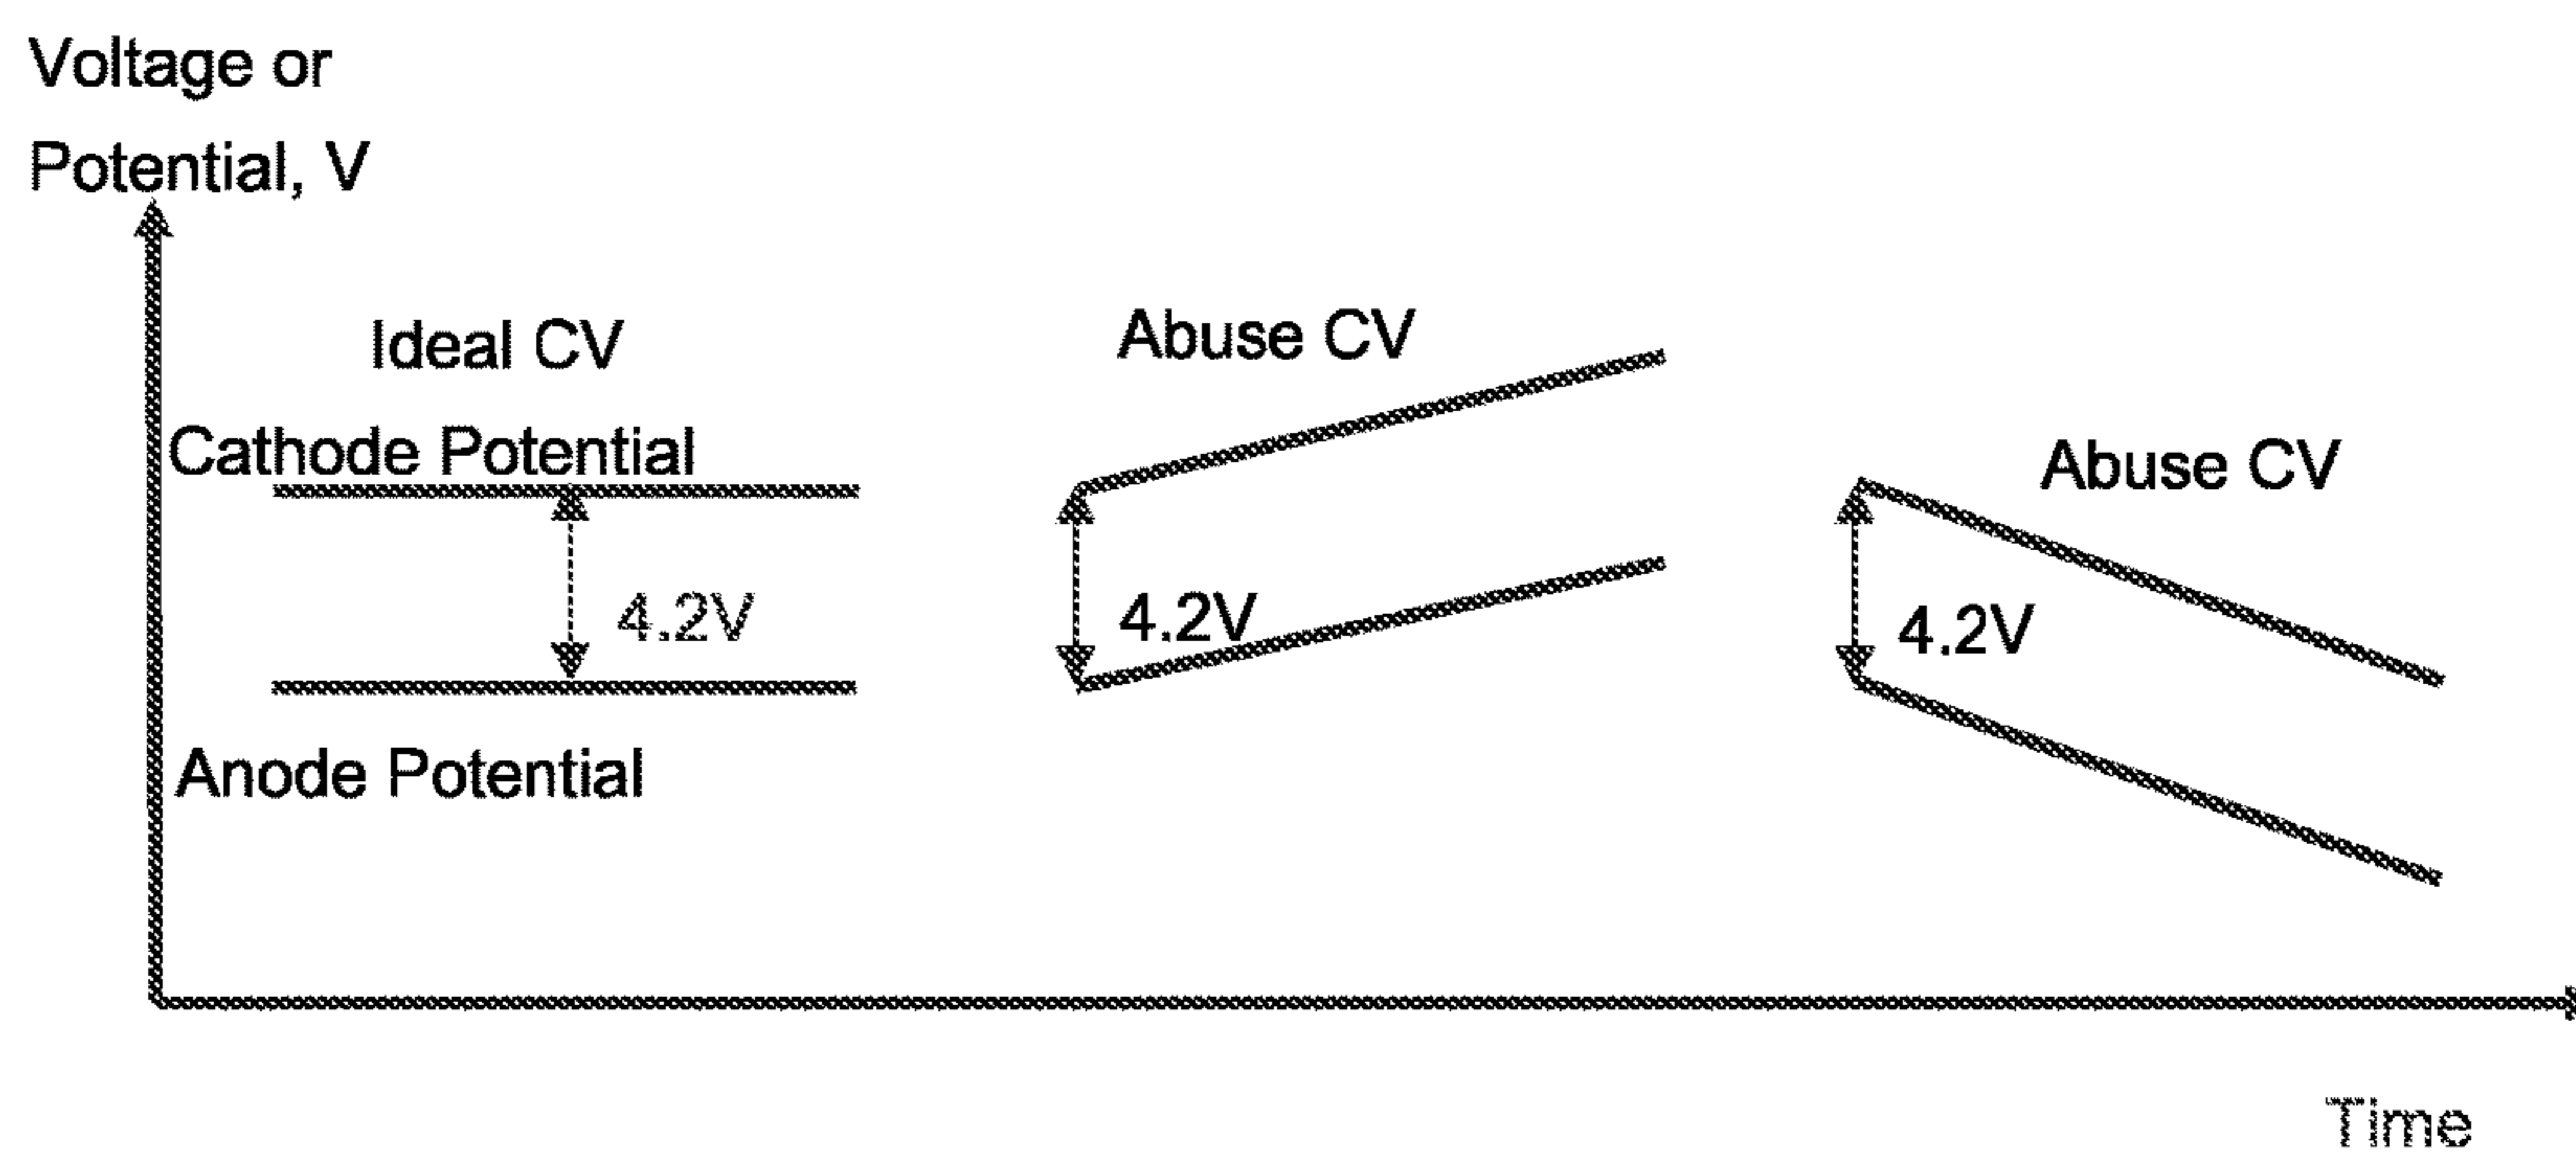 Voltage or
Potential, V
Ideal CV
Cathode Potential
4.2V
Anode Potential
Abuse CV
4.2V
Abuse CV
4.2V
Time